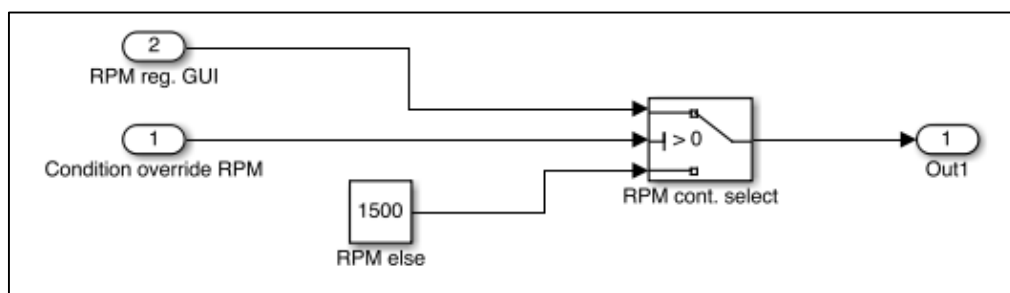 2
RPM reg. GUI
1
Condition override RPM
1500
RPM else
> 0
RPM cont. select
1
Out1